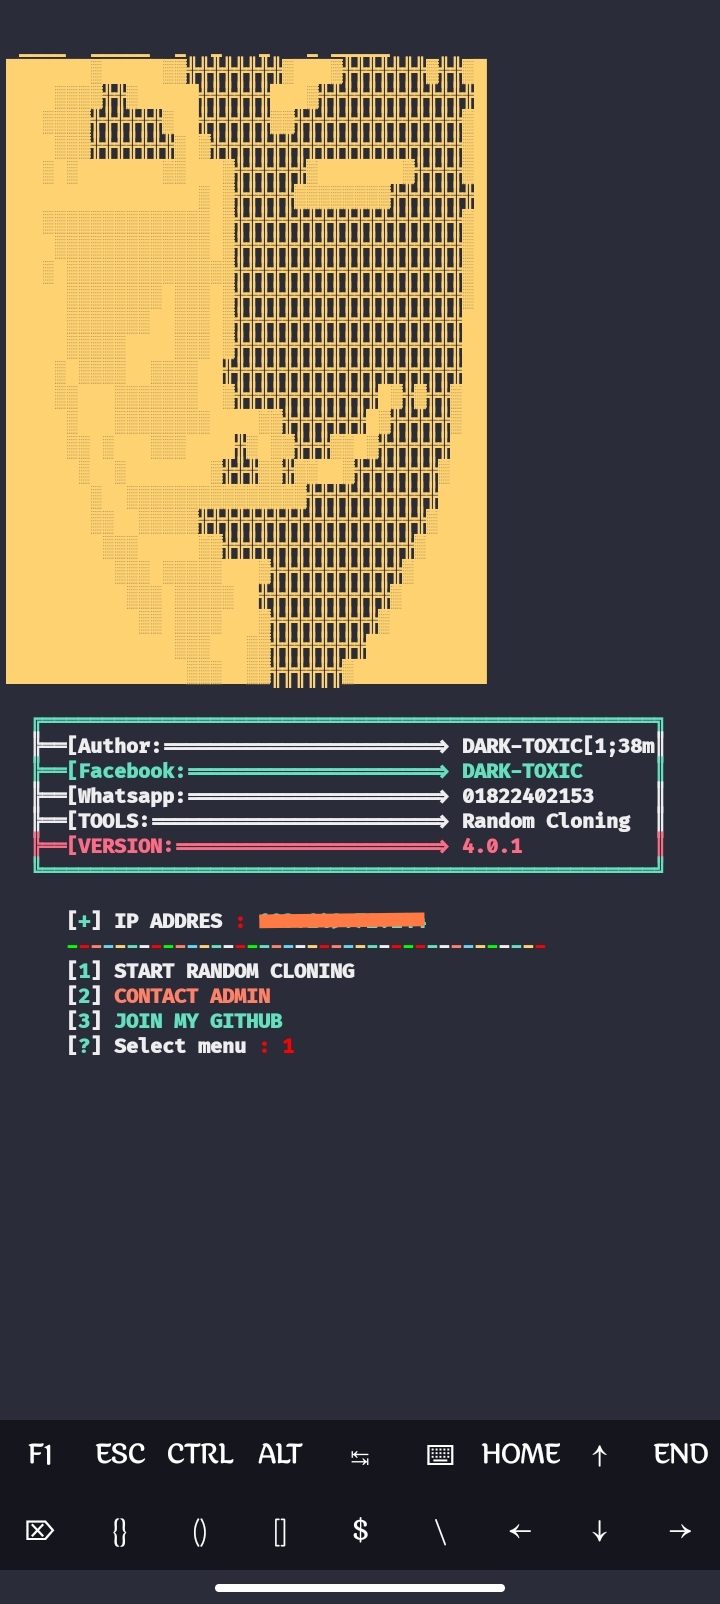 [Author:══════════════════════⟩ DARK-TOXIC[1;38m
[Facebook:════════════════════⟩ DARK-TOXIC
[Whatsapp:════════════════════⟩ 01822402153
[TOOLS:═══════════════════════⟩ Random Cloning
[VERSION:═════════════════════⟩ 4.0.1
[+] IP ADDRES :
[1] START RANDOM CLONING
[2] CONTACT ADMIN
[3] JOIN MY GITHUB
[?] Select menu : 1
F1 ESC CTRL ALT HOME ↑ END
{} () [] $ \ ← ↓ →